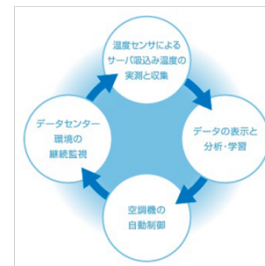 温度センサによる
サーバ吸込み温度の
実測と収集
データの表示と
分析・学習
空調機の
自動制御
データセンター
環境の
継続監視